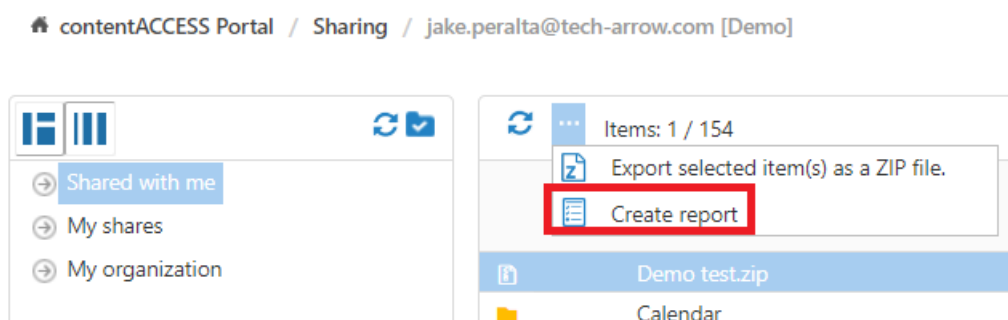 contentACCESS Portal / Sharing / jake.peralta@tech-arrow.com [Demo]
Items: 1 / 154
Shared with me
My shares
My organization
Export selected item(s) as a ZIP file.
Create report
Demo test.zip
Calendar